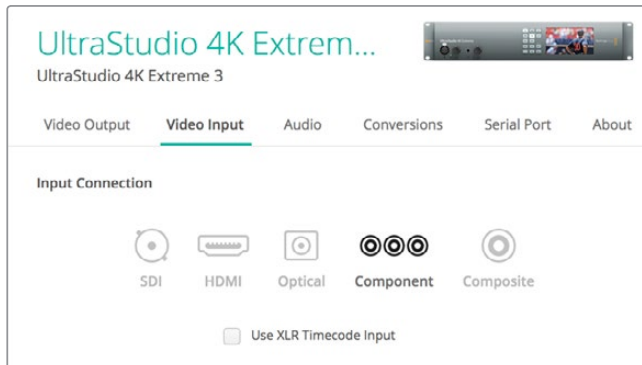 UltraStudio 4K Extrem...
UltraStudio 4K Extreme 3
Video Output Video Input Audio Conversions Serial Port About
Input Connection
SDI HDMI Optical Component Composite
Use XLR Timecode Input